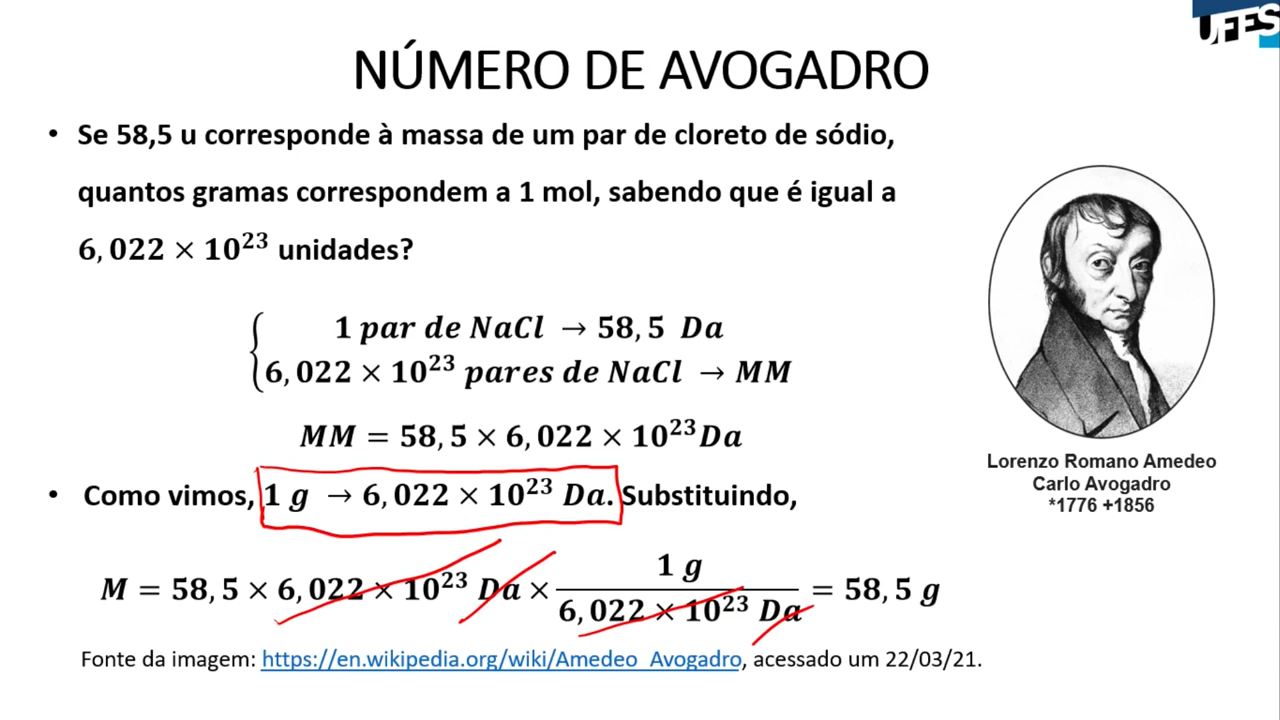 UFES
NÚMERO DE AVOGADRO
• Se 58,5 u corresponde à massa de um par de cloreto de sódio,
quantos gramas correspondem a 1 mol, sabendo que é igual a
6,022 × 10²³ unidades?
1 par de NaCl → 58,5 Da
6,022 × 10²³ pares de NaCl → MM
MM = 58,5 × 6,022 × 10²³ Da
• Como vimos, 1 g → 6,022 × 10²³ Da. Substituindo,
M = 58,5 × 6,022 × 10²³ Da × 1 g / 6,022 × 10²³ Da = 58,5 g
Lorenzo Romano Amedeo
Carlo Avogadro
*1776 +1856
Fonte da imagem: https://en.wikipedia.org/wiki/Amedeo_Avogadro, acessado um 22/03/21.